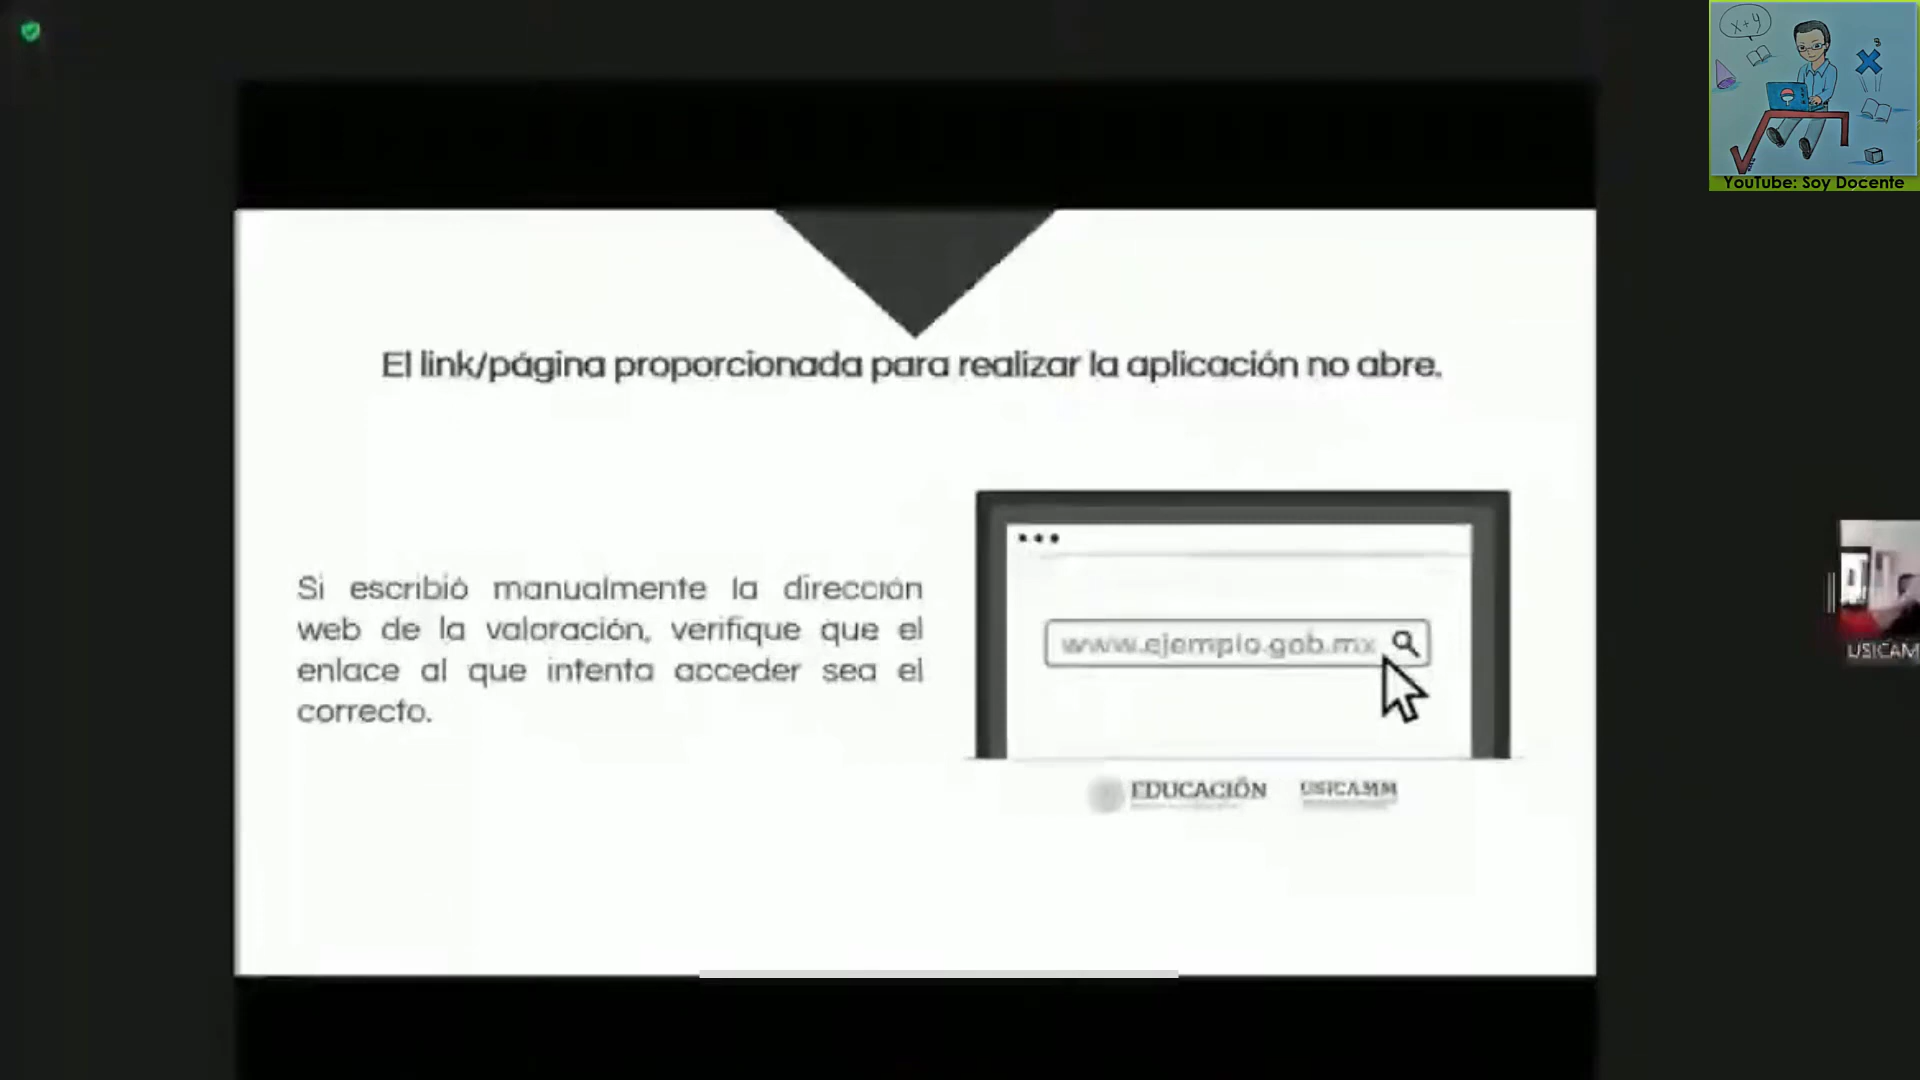 x+y
3
YouTube: Soy Docente
El link/página proporcionada para realizar la aplicación no abre.
Si escribió manualmente la dirección
web de la valoración, verifique que el
enlace al que intenta acceder sea el
correcto.
www.ejemplo.gob.mx
EDUCACIÓN USICAMM
USICAM